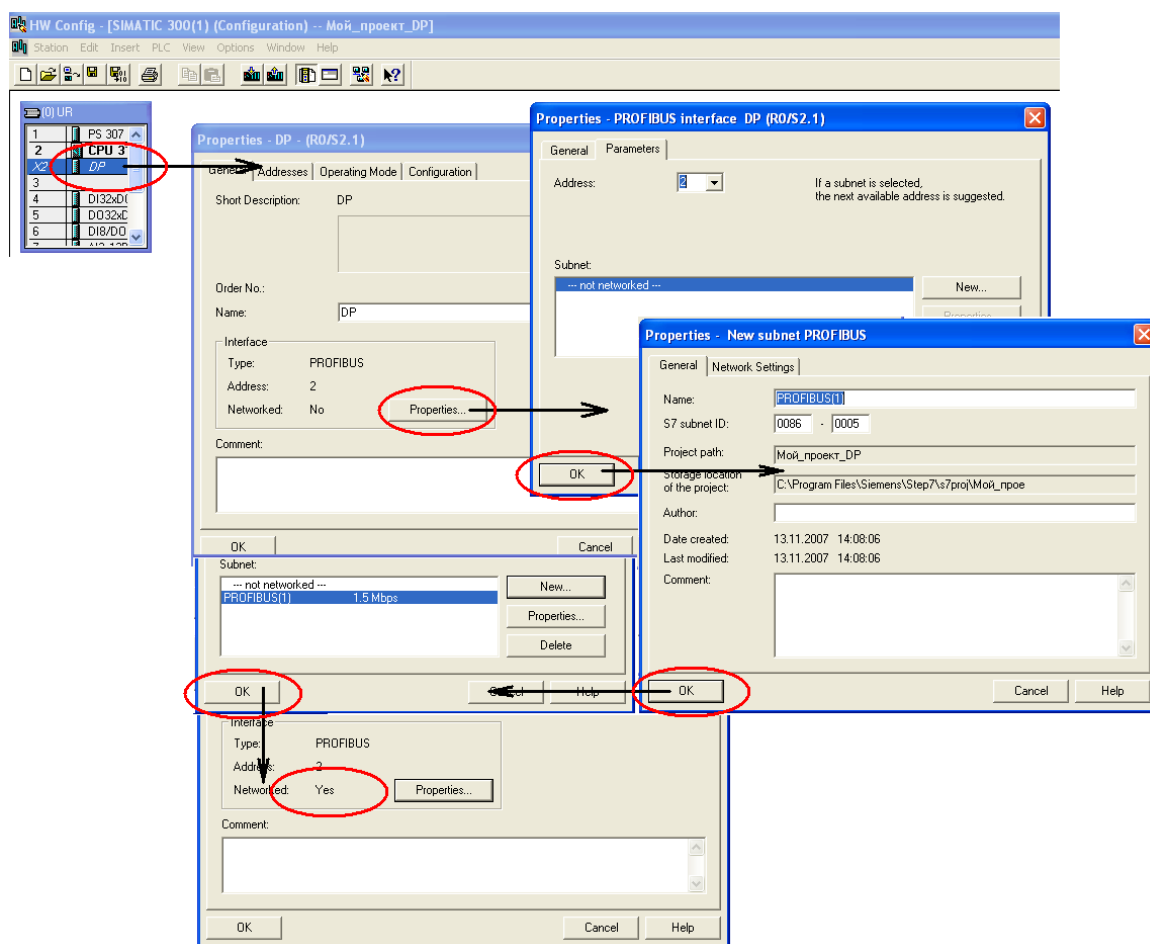 HW Config - [SIMATIC 300(1) (Configuration) -- Мой_проект_DP]
Station Edit Insert PLC View Options Window Help
(0) UR
1 PS 307
2 CPU 3
X2 DP
3
4 DI32xD
5 DO32xD
6 DI8/DO
Properties - DP - (R0/S2.1)
General Addresses Operating Mode Configuration
Short Description: DP
Order No.:
Name: DP
Interface
Type: PROFIBUS
Address: 2
Networked: No Properties...
Comment:
OK Cancel
Properties - PROFIBUS interface DP (R0/S2.1)
General Parameters
Address: 2
If a subnet is selected,
the next available address is suggested.
Subnet:
--- not networked ---
New...
OK
Properties - New subnet PROFIBUS
General Network Settings
Name: PROFIBUS(1)
S7 subnet ID: 0086 - 0005
Project path: Мой_проект_DP
Storage location
of the project: C:\Program Files\Siemens\Step7\s7proj\Мой_прое
Author:
Date created: 13.11.2007 14:08:06
Last modified: 13.11.2007 14:08:06
Comment:
OK Cancel Help
Subnet:
--- not networked ---
PROFIBUS(1) 1.5 Mbps
New...
Properties...
Delete
OK Cancel Help
Interface
Type: PROFIBUS
Address: 2
Networked: Yes Properties...
Comment:
OK Cancel Help